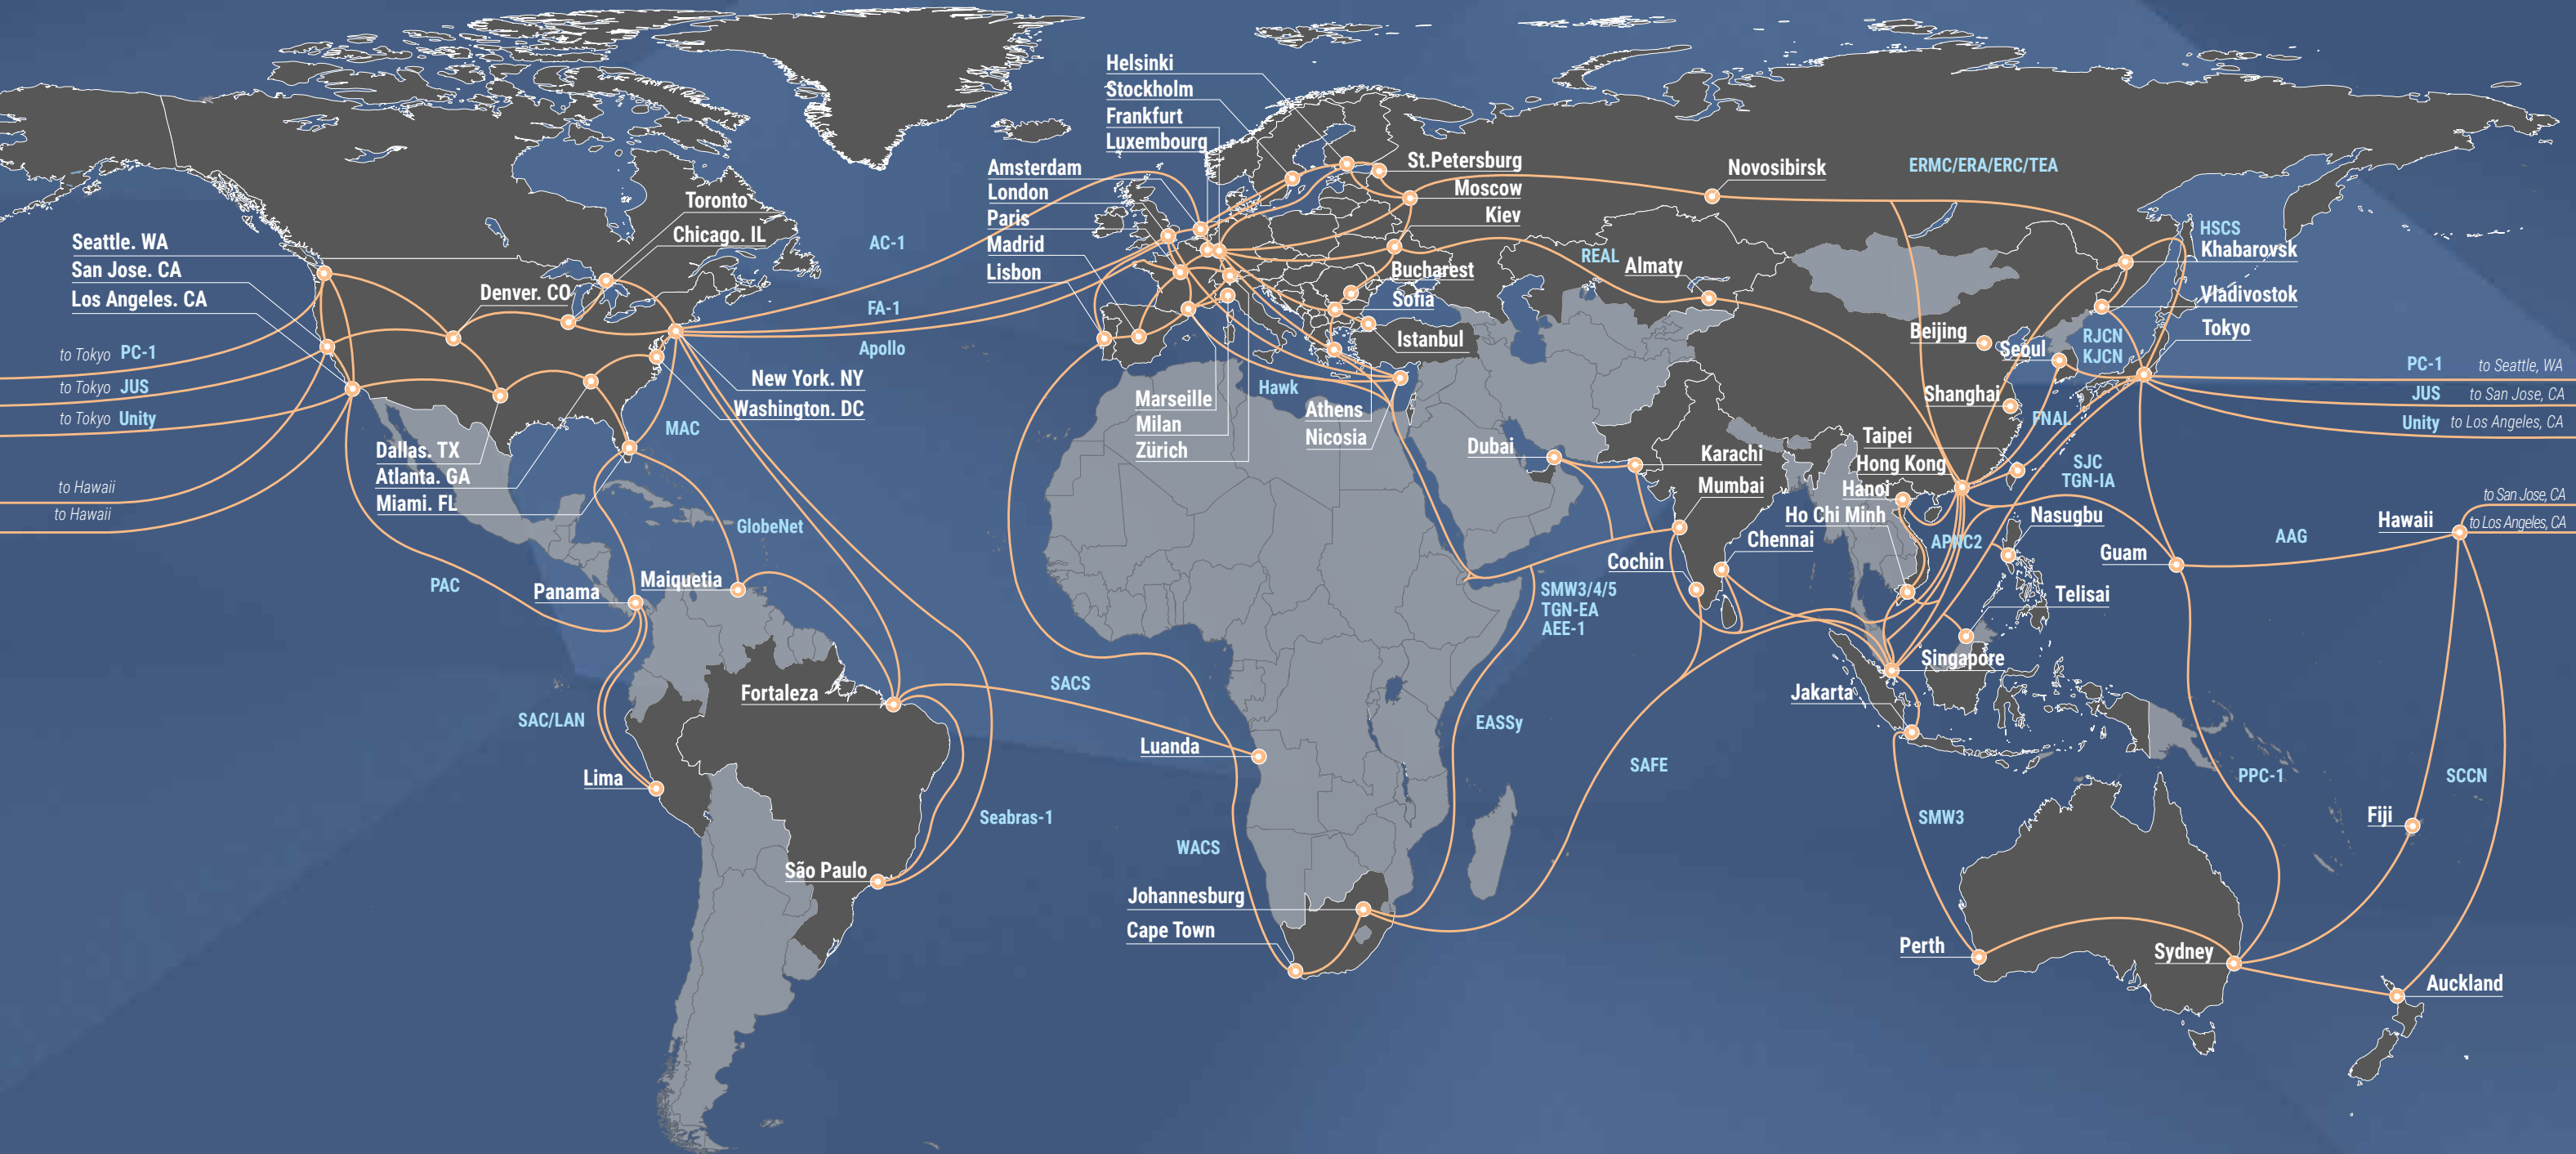 Helsinki
Stockholm
Frankfurt
Luxembourg
Amsterdam
London
Paris
Madrid
Lisbon
St.Petersburg
Moscow
Kiev
Novosibirsk
ERMC/ERA/ERC/TEA
HSCS
Khabarovsk
Vladivostok
Tokyo
Toronto
Chicago. IL
Seattle. WA
San Jose. CA
Los Angeles. CA
Denver. CO
AC-1
FA-1
Apollo
REAL
Almaty
Bucharest
Sofia
Istanbul
Beijing
Seoul
RJCN
KJCN
to Tokyo PC-1
to Tokyo JUS
to Tokyo Unity
PC-1 to Seattle, WA
JUS to San Jose, CA
Unity to Los Angeles, CA
New York. NY
Washington. DC
MAC
Hawk
Marseille
Milan
Zürich
Athens
Nicosia
Shanghai
FNAL
Dallas. TX
Atlanta. GA
Miami. FL
Dubai
Karachi
Mumbai
Taipei
Hong Kong
Hanoi
Ho Chi Minh
SJC
TGN-IA
to Hawaii
to Hawaii
to San Jose, CA
to Los Angeles, CA
Hawaii
AAG
Nasugbu
Guam
GlobeNet
APNC2
Chennai
Cochin
PAC
Panama
Maiquetia
SMW3/4/5
TGN-EA
AEE-1
Telisai
Singapore
Jakarta
Fortaleza
SACS
SAC/LAN
Luanda
EASSy
SAFE
Lima
PPC-1
SCCN
Seabras-1
SMW3
Fiji
WACS
São Paulo
Johannesburg
Cape Town
Perth
Sydney
Auckland